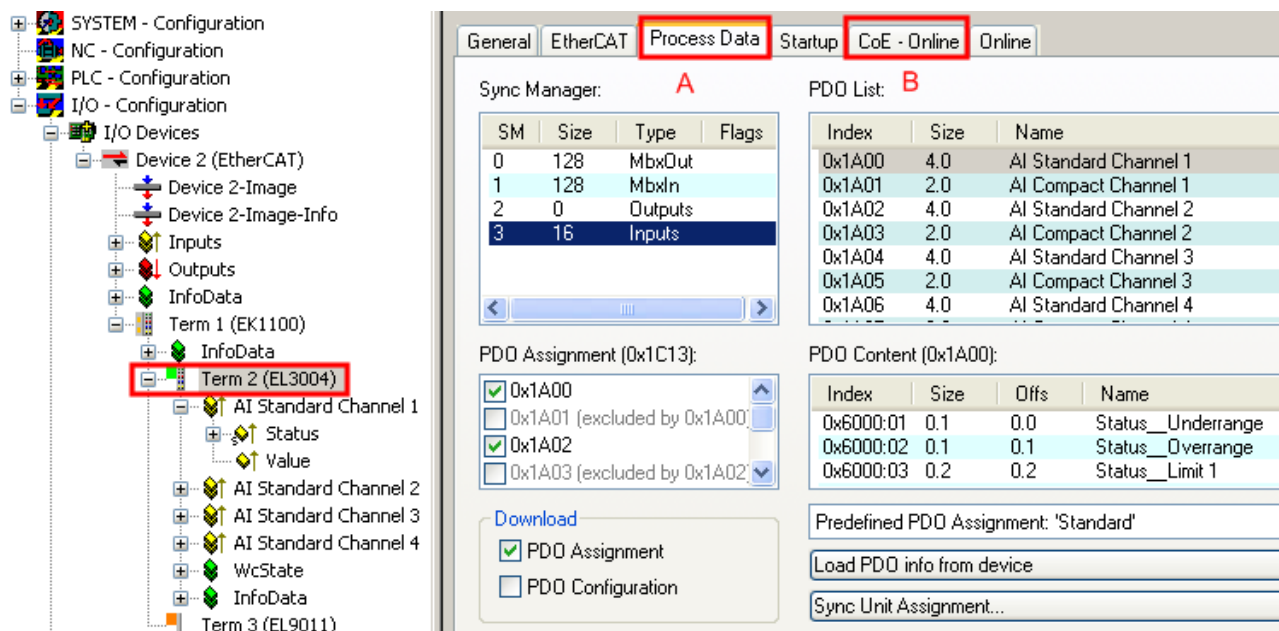 SYSTEM - Configuration
NC - Configuration
PLC - Configuration
I/O - Configuration
I/O Devices
Device 2 (EtherCAT)
Device 2-Image
Device 2-Image-Info
Inputs
Outputs
InfoData
Term 1 (EK1100)
InfoData
Term 2 (EL3004)
AI Standard Channel 1
Status
Value
AI Standard Channel 2
AI Standard Channel 3
AI Standard Channel 4
WcState
InfoData
Term 3 (EL9011)
General EtherCAT Process Data Startup CoE - Online Online
A
B
Sync Manager:
SM Size Type Flags
0 128 MbxOut
1 128 MbxIn
2 0 Outputs
3 16 Inputs
PDO List:
Index Size Name
0x1A00 4.0 AI Standard Channel 1
0x1A01 2.0 AI Compact Channel 1
0x1A02 4.0 AI Standard Channel 2
0x1A03 2.0 AI Compact Channel 2
0x1A04 4.0 AI Standard Channel 3
0x1A05 2.0 AI Compact Channel 3
0x1A06 4.0 AI Standard Channel 4
PDO Assignment (0x1C13):
0x1A00
0x1A01 (excluded by 0x1A00)
0x1A02
0x1A03 (excluded by 0x1A02)
PDO Content (0x1A00):
Index Size Offs Name
0x6000:01 0.1 0.0 Status__Underrange
0x6000:02 0.1 0.1 Status__Overrange
0x6000:03 0.2 0.2 Status__Limit 1
Download
PDO Assignment
PDO Configuration
Predefined PDO Assignment: 'Standard'
Load PDO info from device
Sync Unit Assignment...